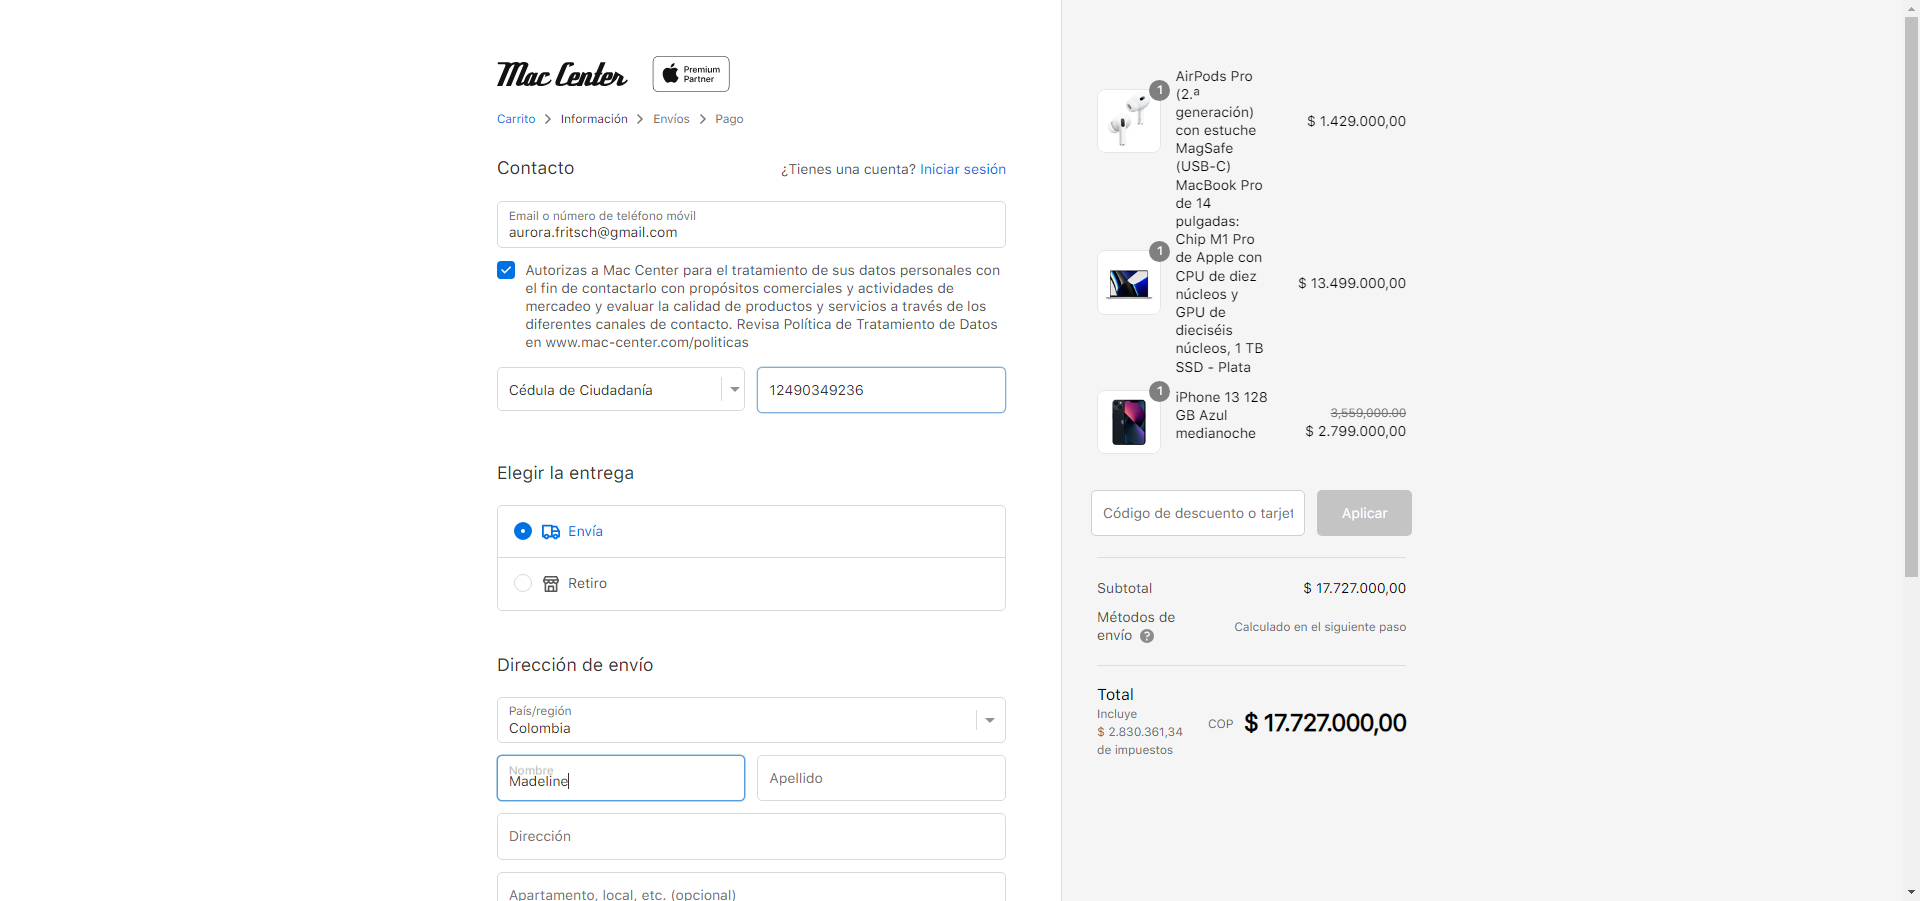 Mac Center
Premium
Partner
Carrito > Información > Envíos > Pago
Contacto
¿Tienes una cuenta? Iniciar sesión
Email o número de teléfono móvil
aurora.fritsch@gmail.com
Autorizas a Mac Center para el tratamiento de sus datos personales con
el fin de contactarlo con propósitos comerciales y actividades de
mercadeo y evaluar la calidad de productos y servicios a través de los
diferentes canales de contacto. Revisa Política de Tratamiento de Datos
en www.mac-center.com/politicas
Cédula de Ciudadanía
12490349236
Elegir la entrega
Envía
Retiro
Dirección de envío
País/región
Colombia
Nombre
Madeline
Apellido
Dirección
Apartamento, local, etc. (opcional)
1
AirPods Pro
(2.ª
generación)
con estuche
MagSafe
(USB-C)
$ 1.429.000,00
1
MacBook Pro
de 14
pulgadas:
Chip M1 Pro
de Apple con
CPU de diez
núcleos y
GPU de
dieciséis
núcleos, 1 TB
SSD - Plata
$ 13.499.000,00
1
iPhone 13 128
GB Azul
medianoche
3,559,000.00
$ 2.799.000,00
Código de descuento o tarjet
Aplicar
Subtotal
$ 17.727.000,00
Métodos de
envío ?
Calculado en el siguiente paso
Total
Incluye
$ 2.830.361,34
de impuestos
COP $ 17.727.000,00